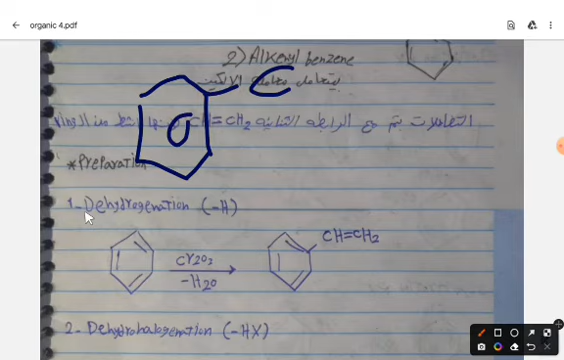 organic 4.pdf
2) Alkenyl benzene
يتعامل معاملة الالكين
التفاعلات تتم مع الرابطة الثنائية CH=CH2
*Preparation
1- Dehydrogenation (-H)
CH=CH2
Cr2O3
-H2O
2- Dehydrohalogenation (-HX)